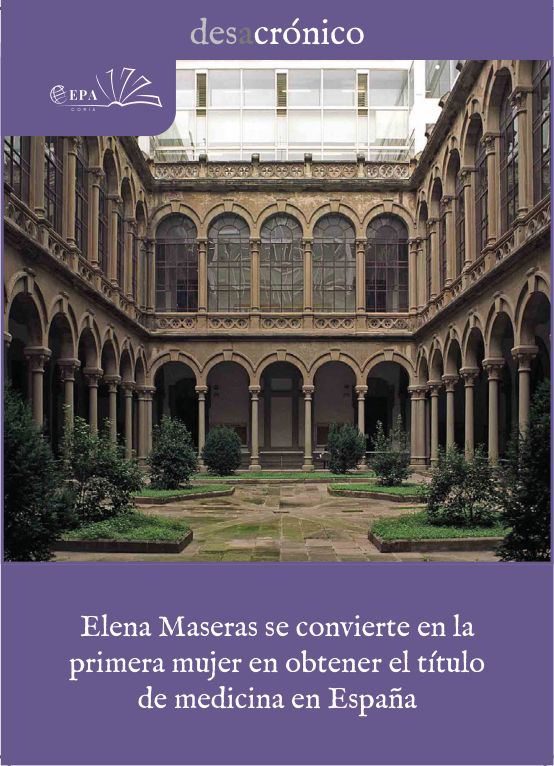 desacrónico
EPA
CORIA
Elena Maseras se convierte en la
primera mujer en obtener el título
de medicina en España